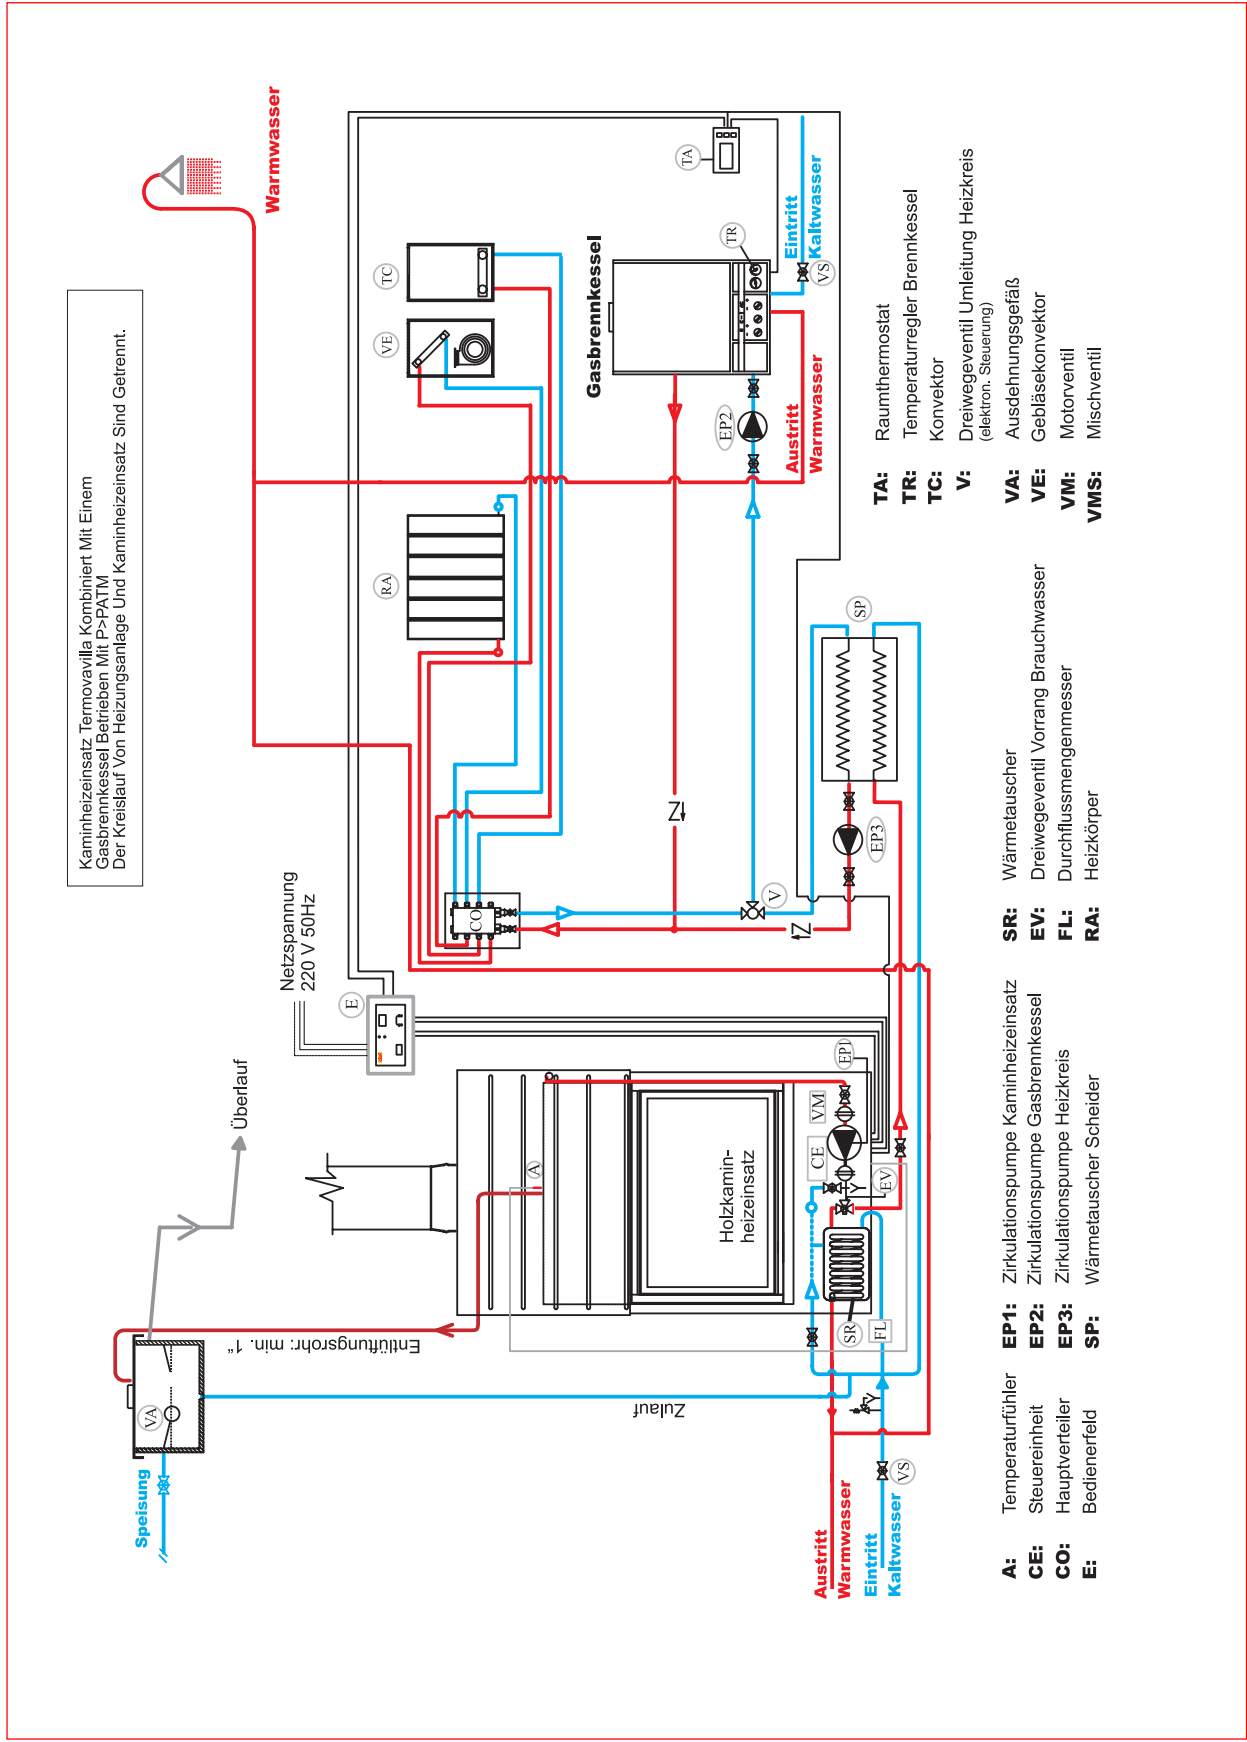 Kaminheizeinsatz Termovavilla Kombiniert Mit Einem
Gasbrennkessel Betrieben Mit P>PATM
Der Kreislauf Von Heizungsanlage Und Kaminheizeinsatz Sind Getrennt.
Warmwasser
Speisung
VA
Überlauf
Entlüftungsrohr: min. 1"
Zulauf
Netzspannung
220 V 50Hz
E
A
Holzkamin-
heizeinsatz
CE
VM
EP1
EV
SR
FL
VS
Austritt
Warmwasser
Eintritt
Kaltwasser
CO
RA
VE
TC
Gasbrennkessel
TR
TA
EP2
Austritt
Warmwasser
Eintritt
Kaltwasser
VS
V
EP3
SP
A: Temperaturfühler
CE: Steuereinheit
CO: Hauptverteiler
E: Bedienerfeld
EP1: Zirkulationspumpe Kaminheizeinsatz
EP2: Zirkulationspumpe Gasbrennkessel
EP3: Zirkulationspumpe Heizkreis
SP: Wärmetauscher Scheider
SR: Wärmetauscher
EV: Dreiwegeventil Vorrang Brauchwasser
FL: Durchflussmengenmesser
RA: Heizkörper
TA: Raumthermostat
TR: Temperaturregler Brennkessel
TC: Konvektor
V: Dreiwegeventil Umleitung Heizkreis
(elektron. Steuerung)
VA: Ausdehnungsgefäß
VE: Gebläsekonvektor
VM: Motorventil
VMS: Mischventil